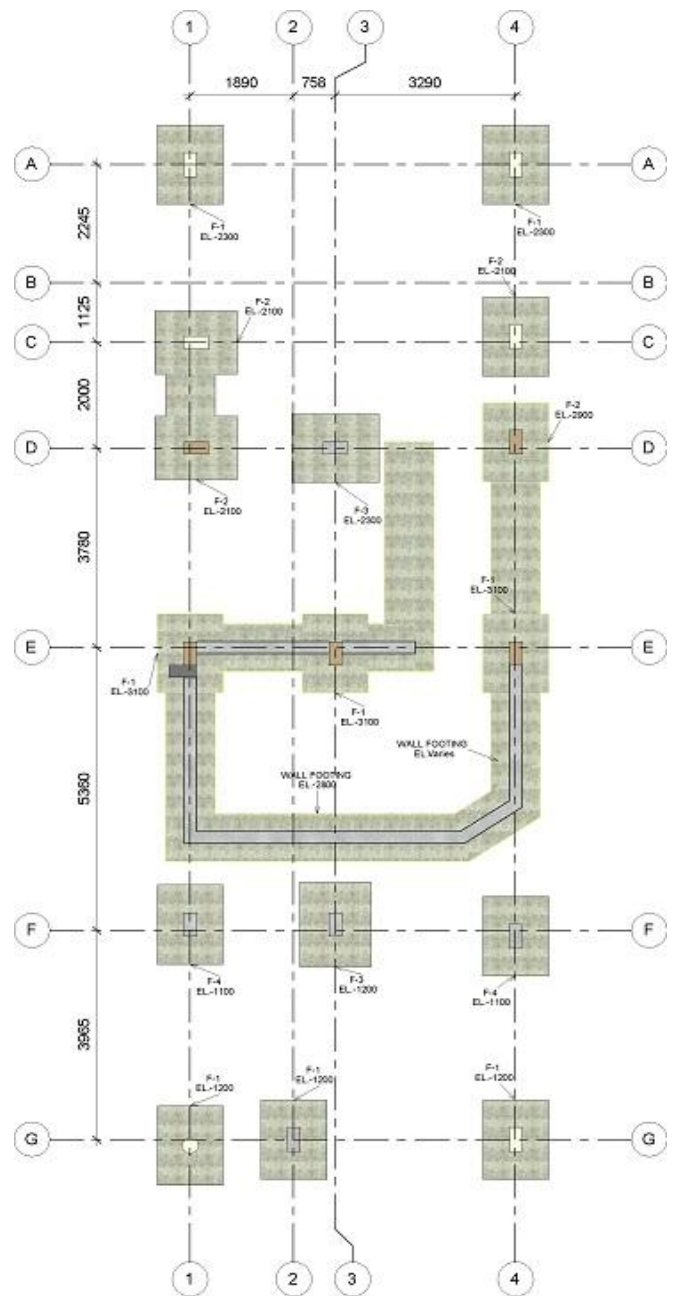 1
2
3
4
1890
758
3290
A
A
2245
F-1
EL.-2300
F-1
EL.-2300
F-2
EL.-2100
B
B
1125
F-2
EL.-2100
C
C
2000
F-2
EL.-2900
D
D
F-2
EL.-2100
F-3
EL.-2300
3780
F-1
EL.-3100
E
E
F-1
EL.-3100
F-1
EL.-3100
WALL FOOTING
EL.Varies
WALL FOOTING
EL.-2800
5360
F
F
F-4
EL.-1100
F-3
EL.-1200
F-4
EL.-1100
3965
F-1
EL.-1200
F-1
EL.-1200
F-1
EL.-1200
G
G
1
2
3
4